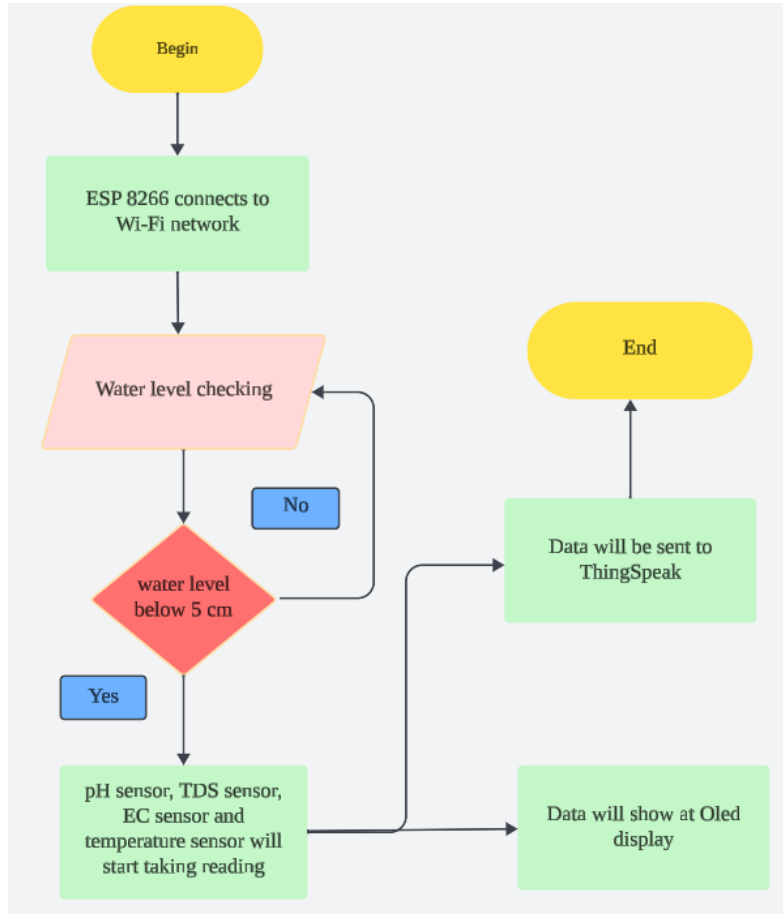 Begin
ESP 8266 connects to
Wi-Fi network
Water level checking
No
water level
below 5 cm
Yes
pH sensor, TDS sensor,
EC sensor and
temperature sensor will
start taking reading
Data will show at Oled
display
Data will be sent to
ThingSpeak
End